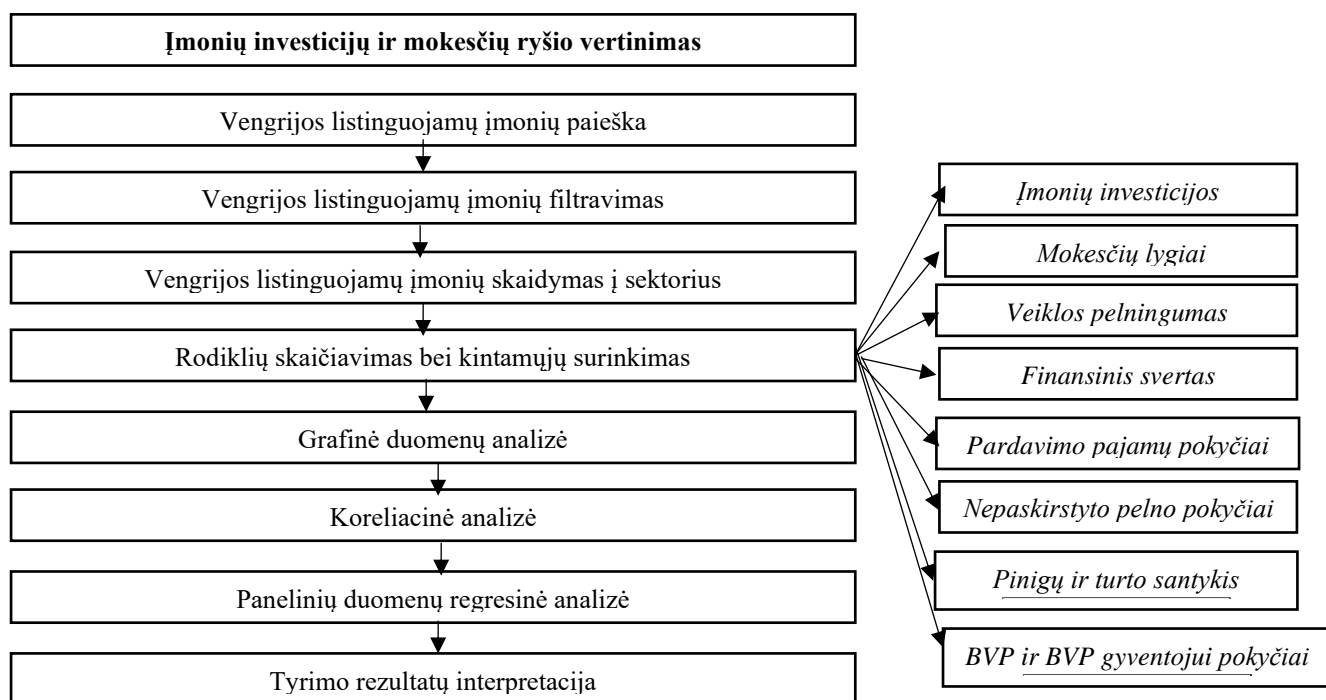 Įmonių investicijų ir mokesčių ryšio vertinimas
Vengrijos listinguojamų įmonių paieška
Vengrijos listinguojamų įmonių filtravimas
Vengrijos listinguojamų įmonių skaidymas į sektorius
Rodiklių skaičiavimas bei kintamųjų surinkimas
Grafinė duomenų analizė
Koreliacinė analizė
Panelinių duomenų regresinė analizė
Tyrimo rezultatų interpretacija
Įmonių investicijos
Mokesčių lygiai
Veiklos pelningumas
Finansinis svertas
Pardavimo pajamų pokyčiai
Nepaskirstyto pelno pokyčiai
Pinigų ir turto santykis
BVP ir BVP gyventojui pokyčiai